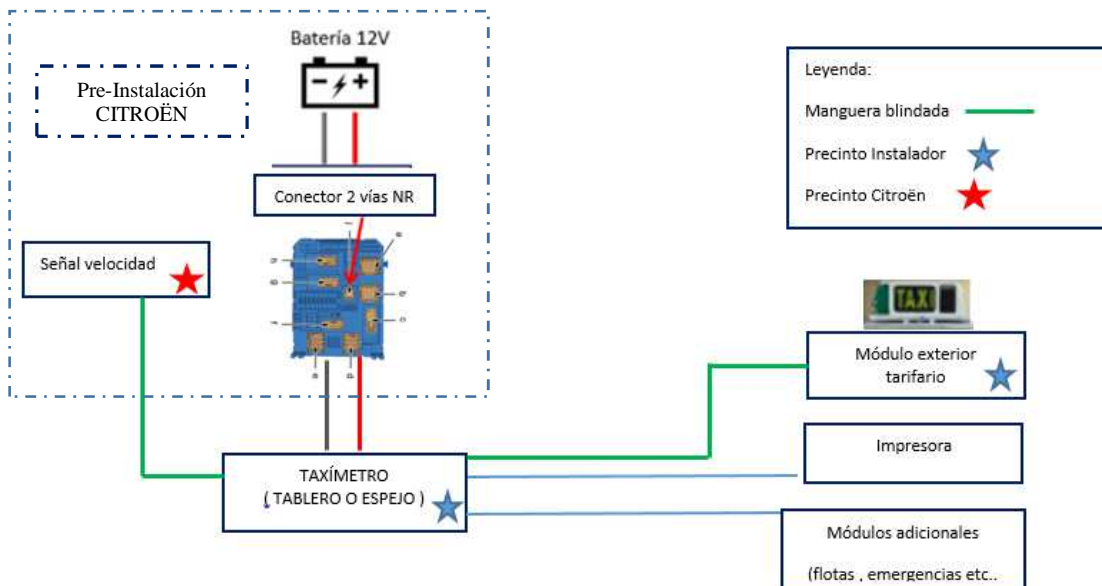 Batería 12V
Pre-Instalación
CITROËN
Conector 2 vías NR
Señal velocidad
TAXÍMETRO
( TABLERO O ESPEJO )
Leyenda:
Manguera blindada
Precinto Instalador
Precinto Citroën
TAXI
Módulo exterior
tarifario
Impresora
Módulos adicionales
(flotas , emergencias etc..